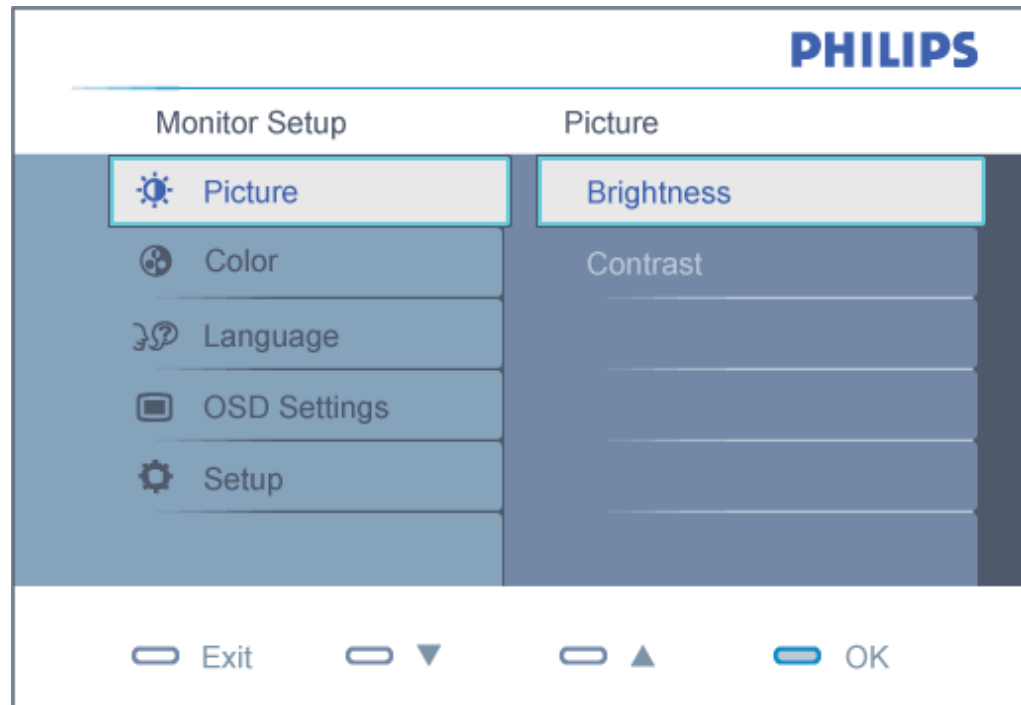 PHILIPS
Monitor Setup Picture
Picture Brightness
Color Contrast
Language
OSD Settings
Setup
Exit ▼ ▲ OK